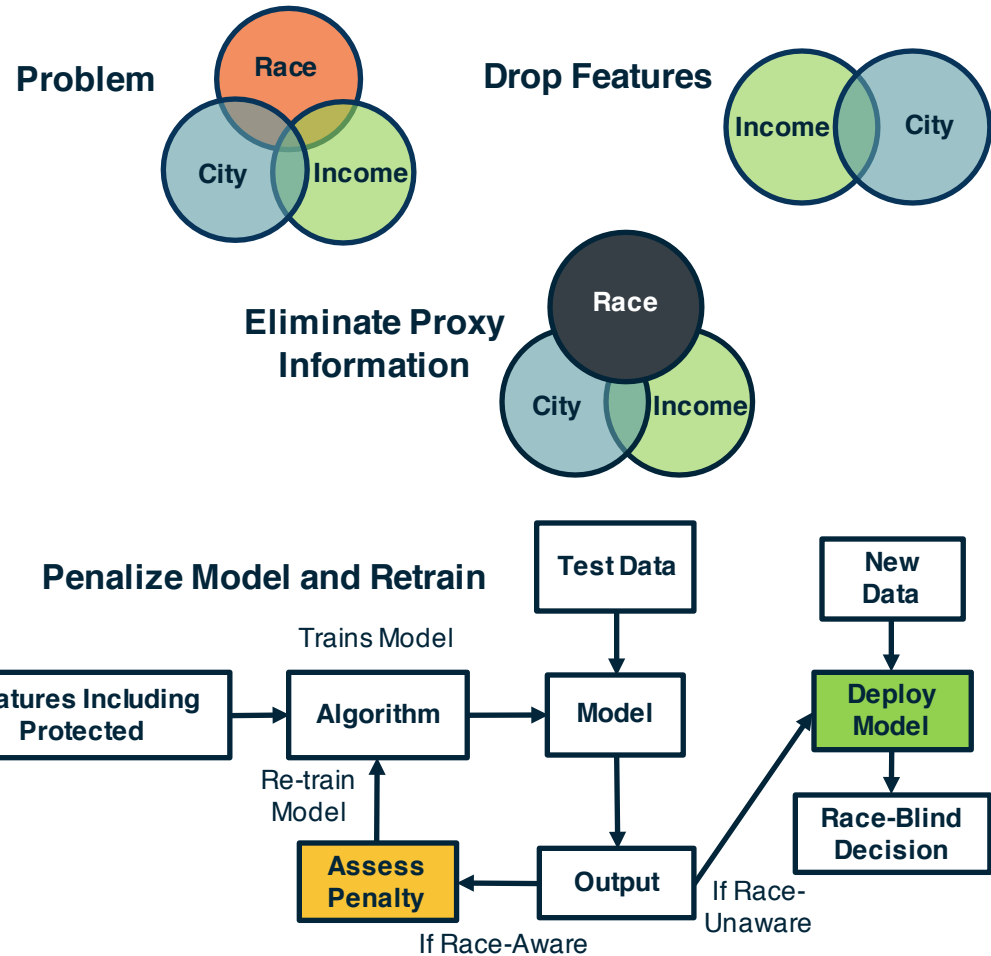 Problem
Race
City
Income
Drop Features
Income
City
Eliminate Proxy
Information
Race
City
Income
Penalize Model and Retrain
Trains Model
Including
Protected
Algorithm
Re-train
Model
Assess
Penalty
If Race-Aware
Test Data
Model
Output
If Race-
Unaware
New
Data
Deploy
Model
Race-Blind
Decision